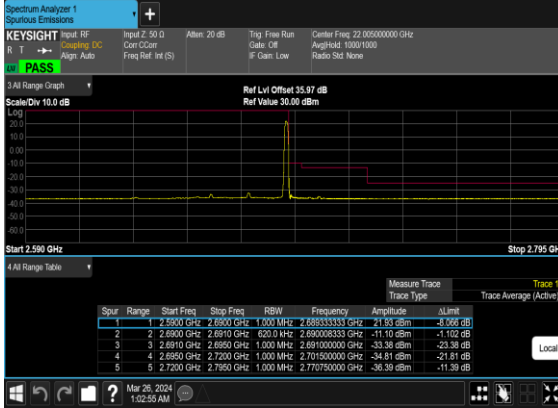 Spectrum Analyzer 1
Spurious Emissions
+
KEYSIGHT Input: RF Input Z: 50 Ω Atten: 20 dB Trig: Free Run Center Freq: 22.005000000 GHz
R T Coupling: DC Corr CCorr Gate: Off Avg|Hold: 1000/1000
Align: Auto Freq Ref: Int (S) IF Gain: Low Radio Std: None
LXI PASS
3 All Range Graph
Ref Lvl Offset 35.97 dB
Scale/Div 10.0 dB Ref Value 30.00 dBm
Log
20.0
10.0
0.00
-10.0
-20.0
-30.0
-40.0
-50.0
-60.0
Start 2.590 GHz Stop 2.795 GH
4 All Range Table
Measure Trace Trace 1
Trace Type Trace Average (Active)
Spur Range Start Freq Stop Freq RBW Frequency Amplitude ΔLimit
1 1 2.5900 GHz 2.6900 GHz 1.000 MHz 2.689333333 GHz 21.93 dBm -8.066 dB
2 2 2.6900 GHz 2.6910 GHz 620.0 kHz 2.690008333 GHz -11.10 dBm -1.102 dB
3 3 2.6910 GHz 2.6950 GHz 1.000 MHz 2.691000000 GHz -33.38 dBm -23.38 dB
4 4 2.6950 GHz 2.7200 GHz 1.000 MHz 2.701500000 GHz -34.81 dBm -21.81 dB
5 5 2.7200 GHz 2.7950 GHz 1.000 MHz 2.770750000 GHz -36.39 dBm -11.39 dB
Local
? Mar 26, 2024
1:02:55 AM